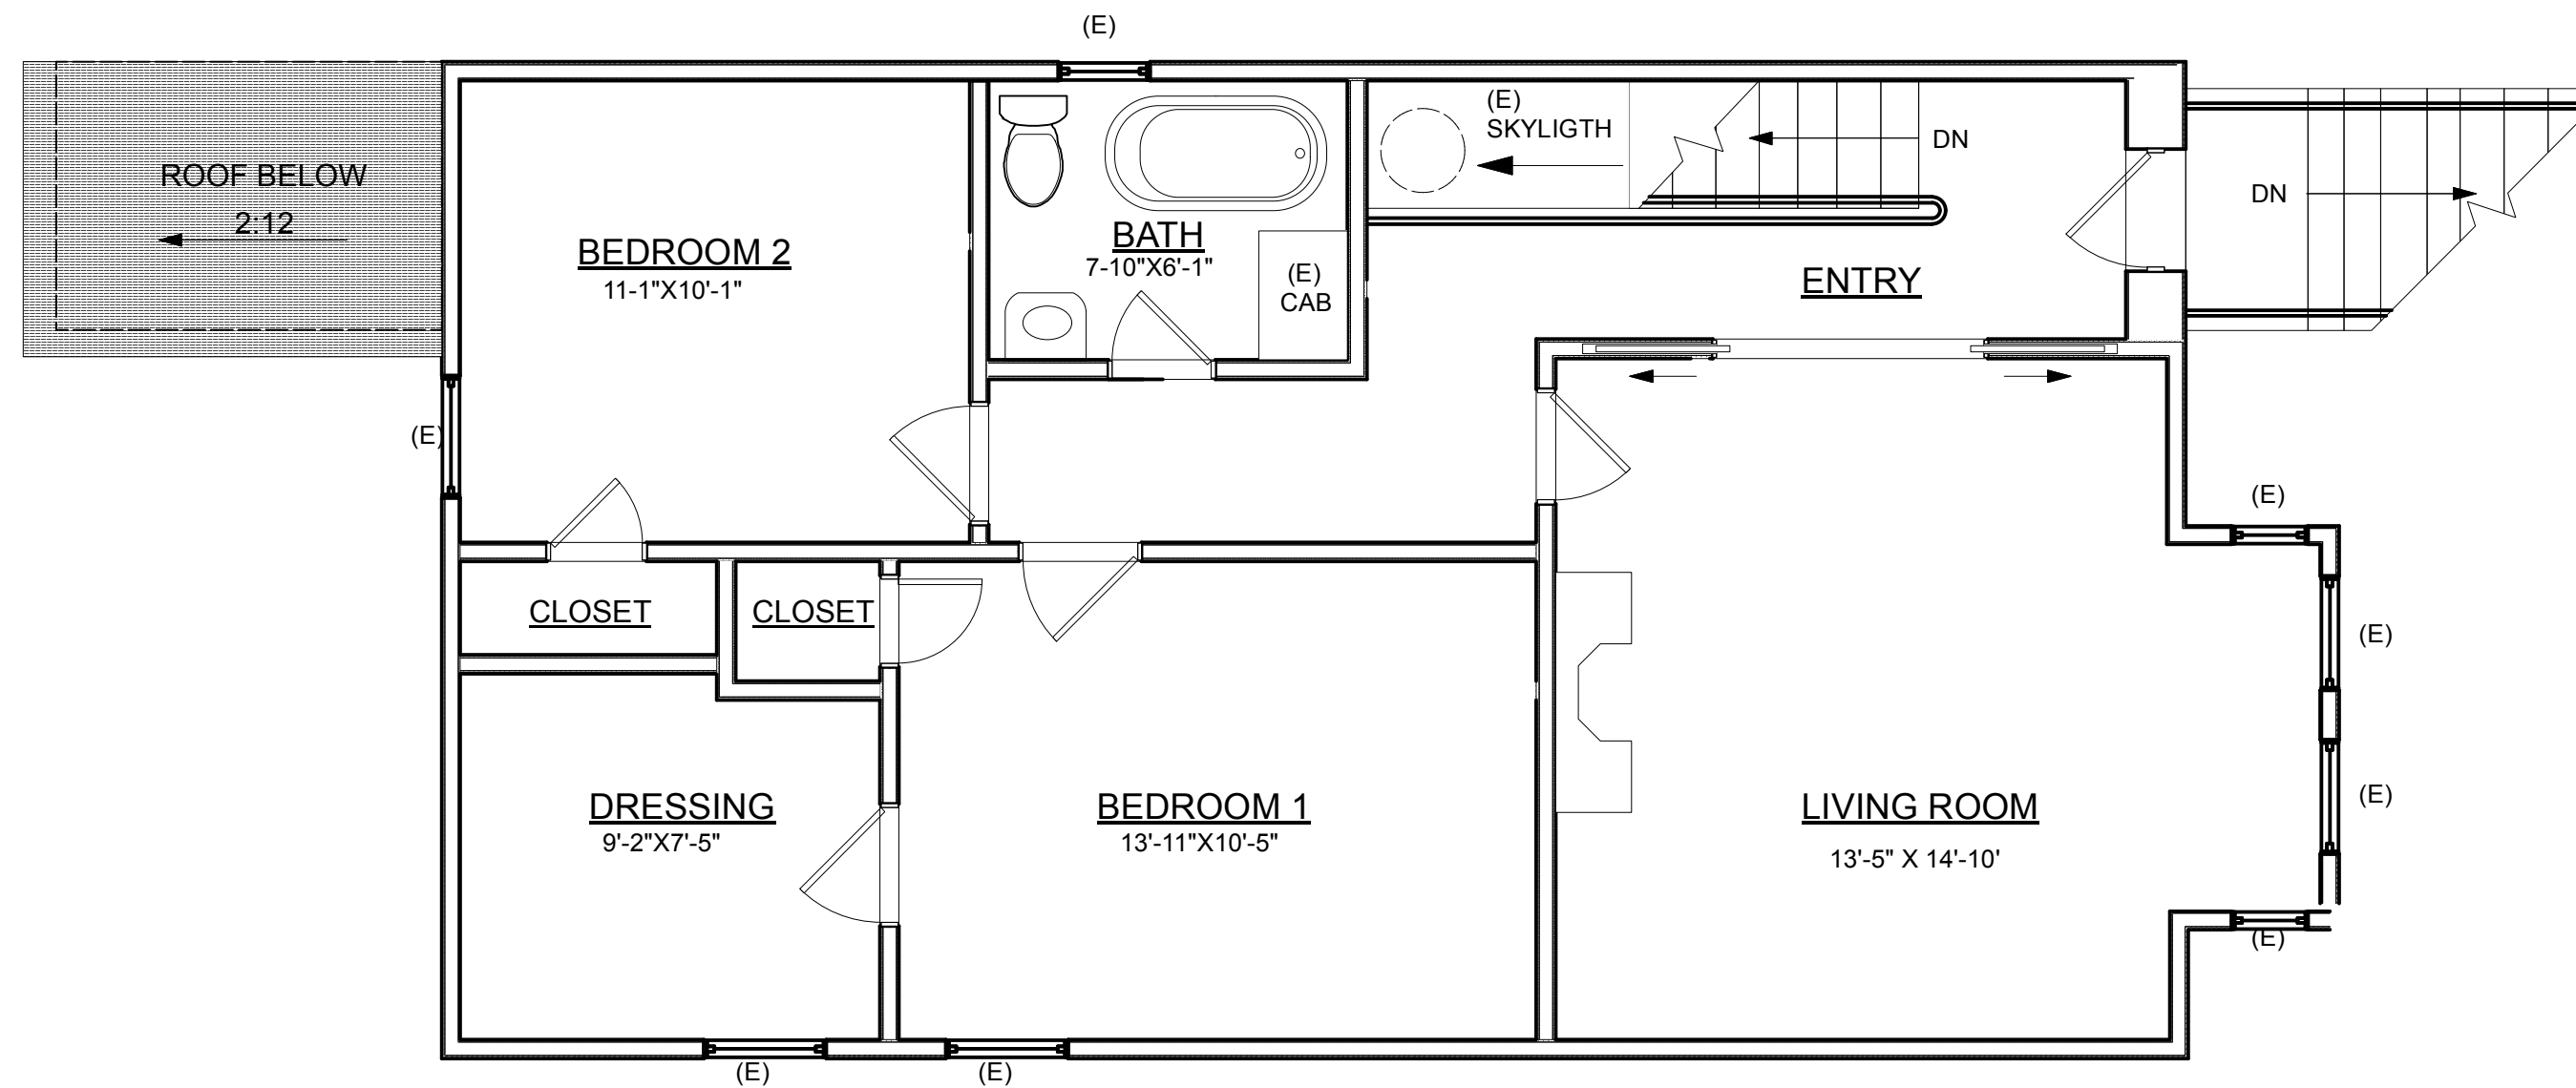 (E)
(E)
SKYLIGTH
DN
ROOF BELOW
2:12
DN
BEDROOM 2
11-1"X10'-1"
BATH
7-10"X6'-1"
(E)
CAB
ENTRY
(E)
(E)
CLOSET
CLOSET
(E)
DRESSING
9'-2"X7'-5"
BEDROOM 1
13'-11"X10'-5"
LIVING ROOM
13'-5" X 14'-10'
(E)
(E)
(E)
(E)